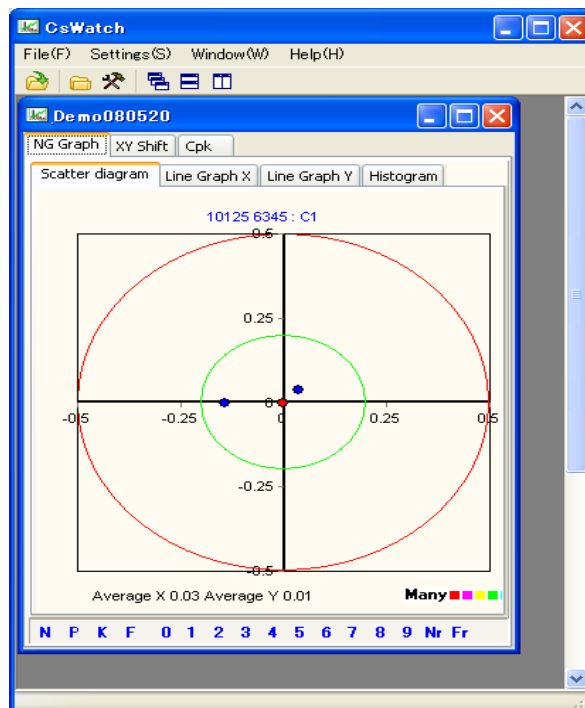 CsWatch
File(F) Settings(S) Window(W) Help(H)
Demo080520
NG Graph XY Shift Cpk
Scatter diagram Line Graph X Line Graph Y Histogram
10125 6345 : C1
0.5
0.25
0
-0.5 -0.25 0 0.25 0.5
-0.25
-0.5
Average X 0.03 Average Y 0.01 Many
N P K F 0 1 2 3 4 5 6 7 8 9 Nr Fr